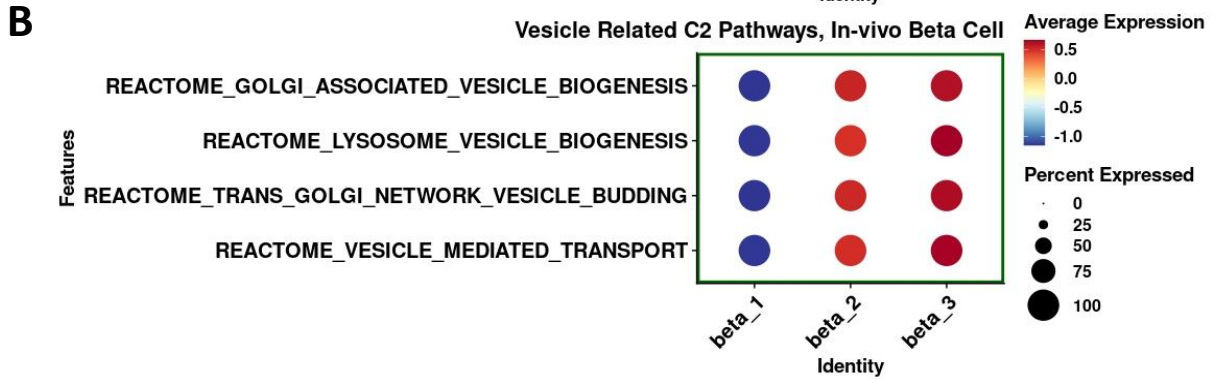 B
Identity
Vesicle Related C2 Pathways, In-vivo Beta Cell
Features
REACTOME_GOLGI_ASSOCIATED_VESICLE_BIOGENESIS
REACTOME_LYSOSOME_VESICLE_BIOGENESIS
REACTOME_TRANS_GOLGI_NETWORK_VESICLE_BUDDING
REACTOME_VESICLE_MEDIATED_TRANSPORT
beta_1
beta_2
beta_3
Identity
Average Expression
0.5
0.0
-0.5
-1.0
Percent Expressed
0
25
50
75
100